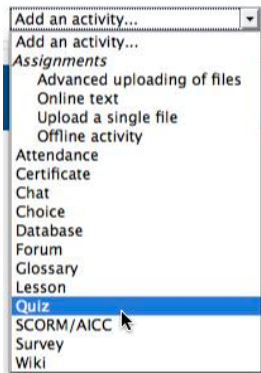 Add an activity...
Add an activity...
Assignments
Advanced uploading of files
Online text
Upload a single file
Offline activity
Attendance
Certificate
Chat
Choice
Database
Forum
Glossary
Lesson
Quiz
SCORM/AICC
Survey
Wiki